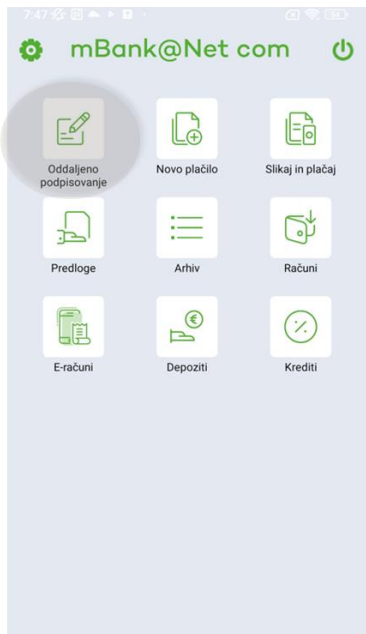 7:47
mBank@Net com
Oddaljeno
podpisovanje
Novo plačilo
Slikaj in plačaj
Predloge
Arhiv
Računi
E-računi
Depoziti
Krediti